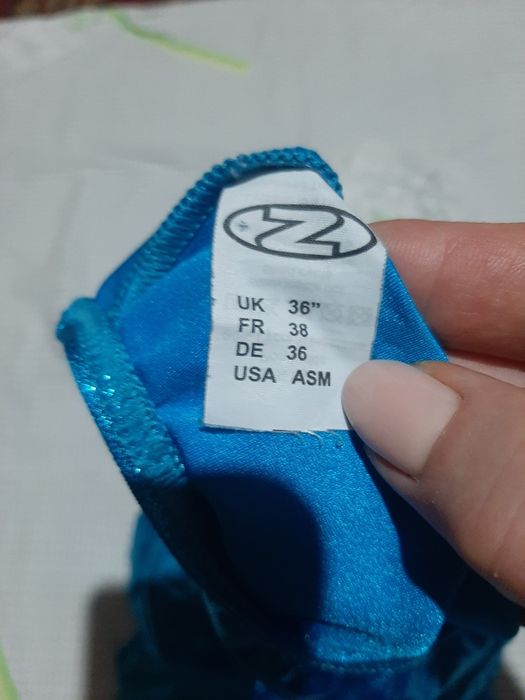 Z
UK 36”
FR 38
DE 36
USA ASM